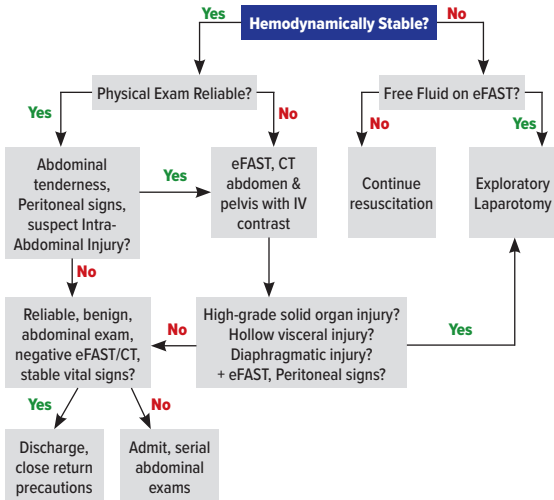 Hemodynamically Stable?
Yes
No
Physical Exam Reliable?
Free Fluid on eFAST?
Yes
No
No
Yes
Abdominal
tenderness,
Peritoneal signs,
suspect Intra-
Abdominal Injury?
Yes
eFAST, CT
abdomen &
pelvis with IV
contrast
Continue
resuscitation
Exploratory
Laparotomy
No
Reliable, benign,
abdominal exam,
negative eFAST/CT,
stable vital signs?
No
High-grade solid organ injury?
Hollow visceral injury?
Diaphragmatic injury?
+ eFAST, Peritoneal signs?
Yes
Yes
No
Discharge,
close return
precautions
Admit, serial
abdominal
exams